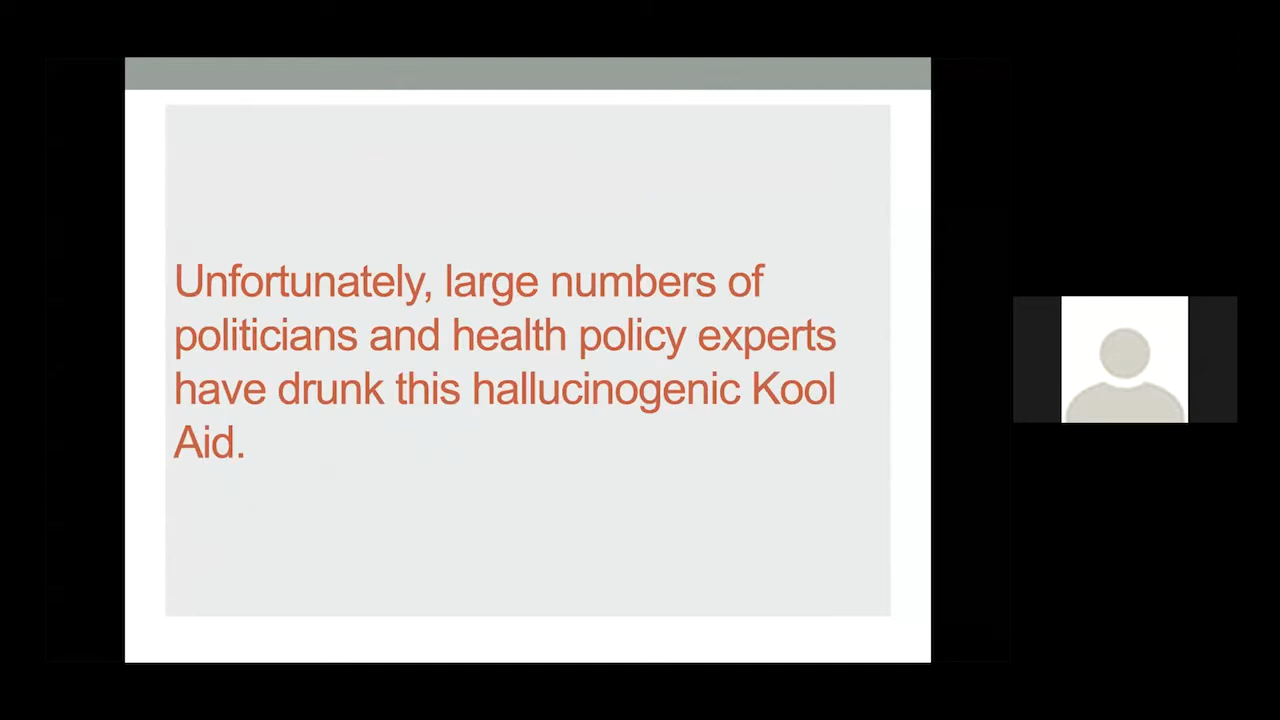 Unfortunately, large numbers of
politicians and health policy experts
have drunk this hallucinogenic Kool
Aid.